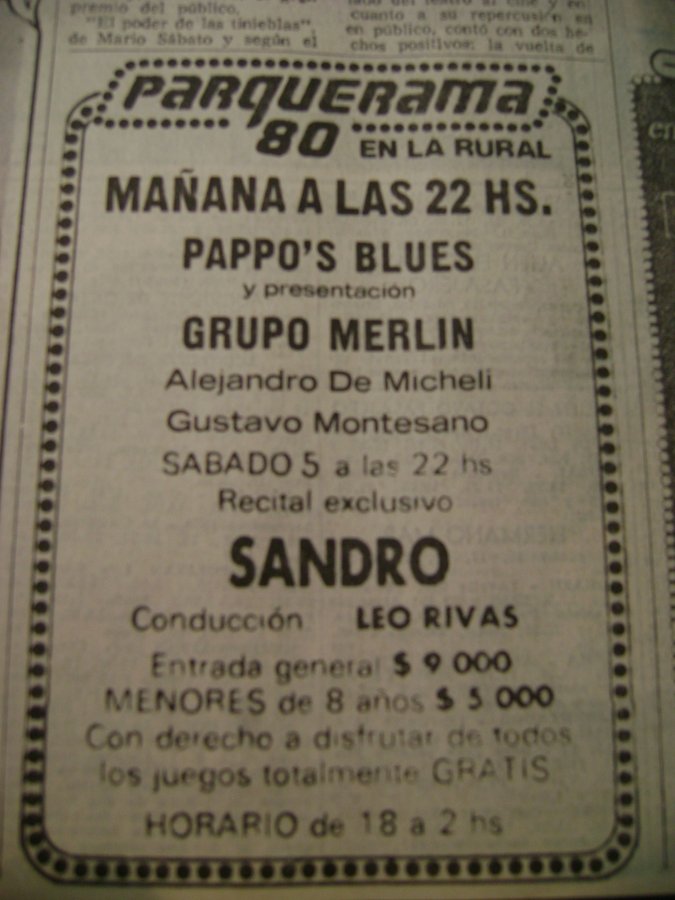 premio del público.
"El poder de las tinieblas"
de Mario Sábato y según el
cuanto a su repercusión en
en público, contó con dos he-
chos positivos: la vuelta de
PARQUERAMA
80 EN LA RURAL
MAÑANA A LAS 22 HS.
PAPPO'S BLUES
y presentación
GRUPO MERLIN
Alejandro De Micheli
Gustavo Montesano
SABADO 5 a las 22 hs
Recital exclusivo
SANDRO
Conducción LEO RIVAS
Entrada general $ 9 000
MENORES de 8 años $ 5 000
Con derecho a disfrutar de todos
los juegos totalmente GRATIS
HORARIO de 18 a 2 hs